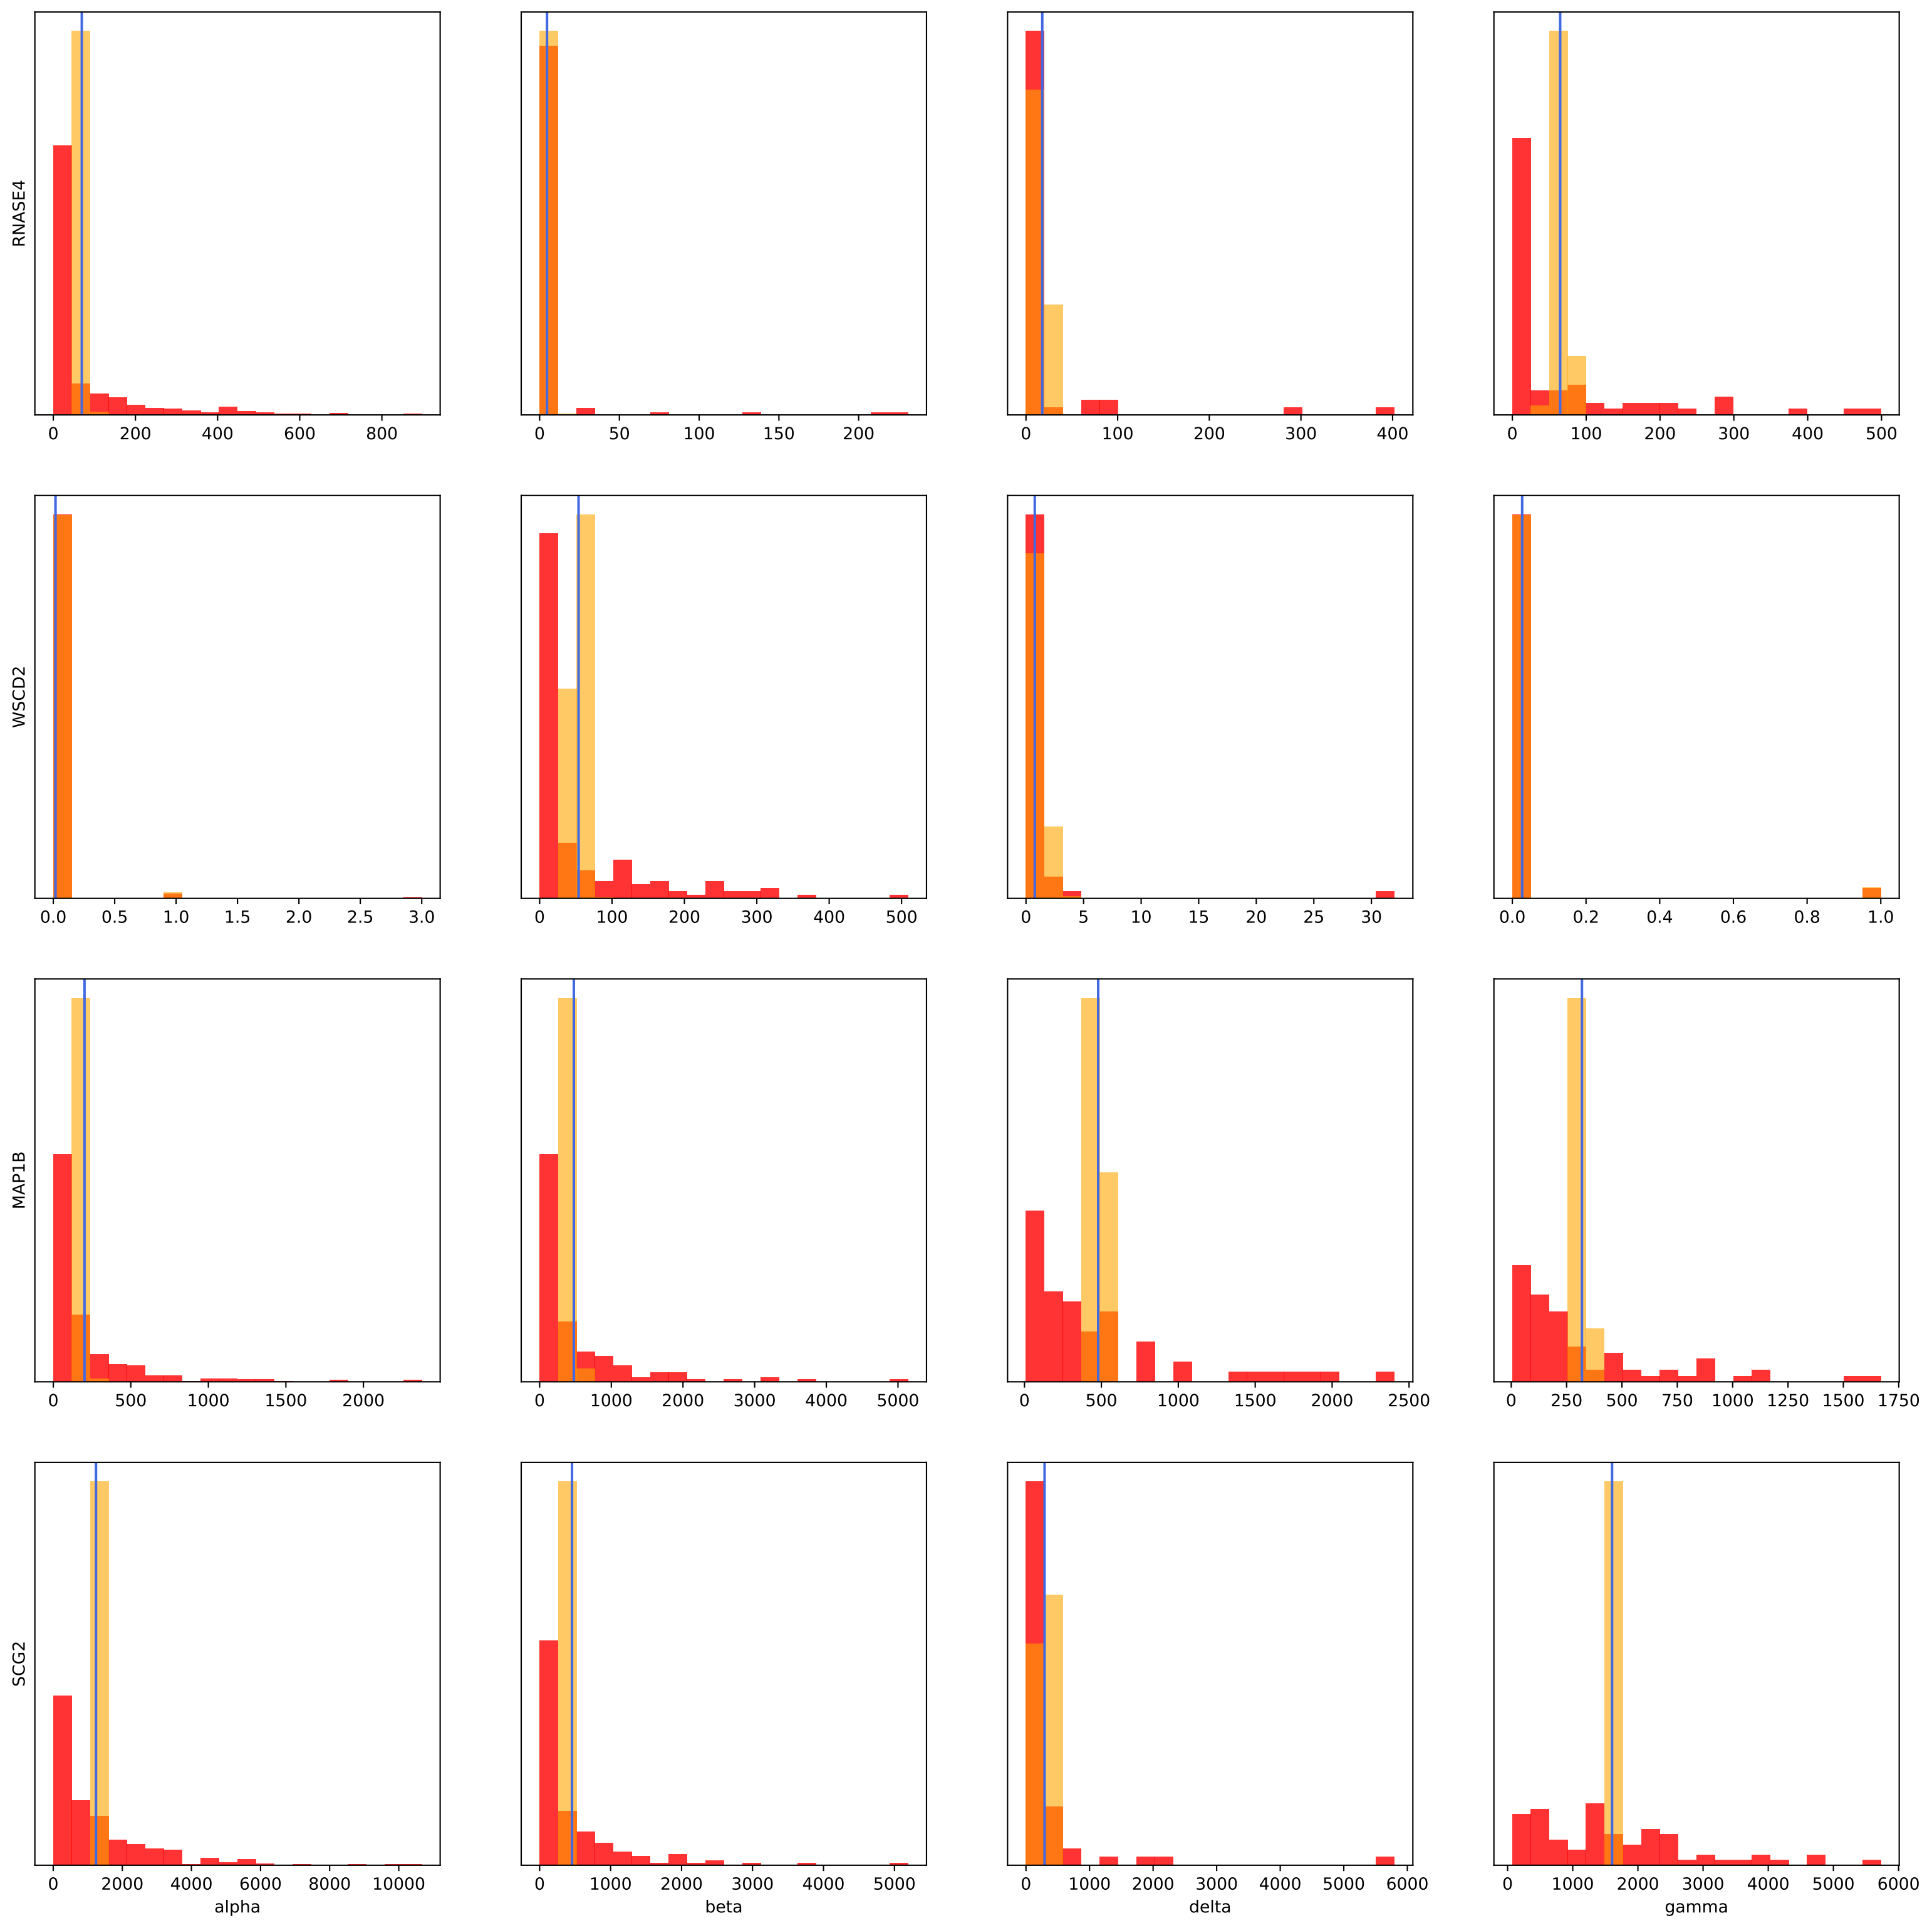 RNASE4
0 200 400 600 800
0 50 100 150 200
0 100 200 300 400
0 100 200 300 400 500
WSCD2
0.0 0.5 1.0 1.5 2.0 2.5 3.0
0 100 200 300 400 500
0 5 10 15 20 25 30
0.0 0.2 0.4 0.6 0.8 1.0
MAP1B
0 500 1000 1500 2000
0 1000 2000 3000 4000 5000
0 500 1000 1500 2000 2500
0 250 500 750 1000 1250 1500 1750
SCG2
0 2000 4000 6000 8000 10000
0 1000 2000 3000 4000 5000
0 1000 2000 3000 4000 5000 6000
0 1000 2000 3000 4000 5000 6000
alpha
beta
delta
gamma